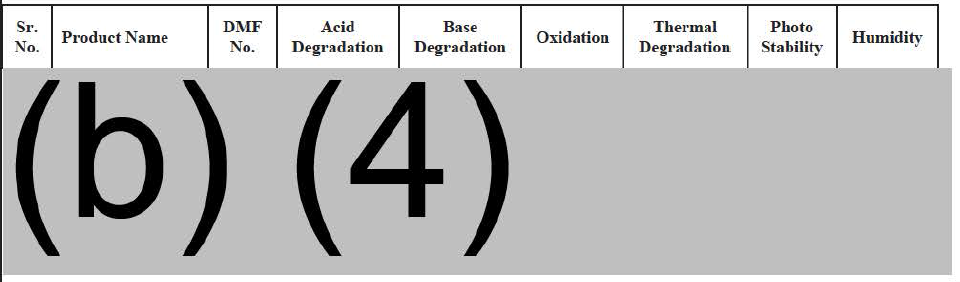 Sr. No. Product Name DMF No. Acid Degradation Base Degradation Oxidation Thermal Degradation Photo Stability Humidity
(b) (4)